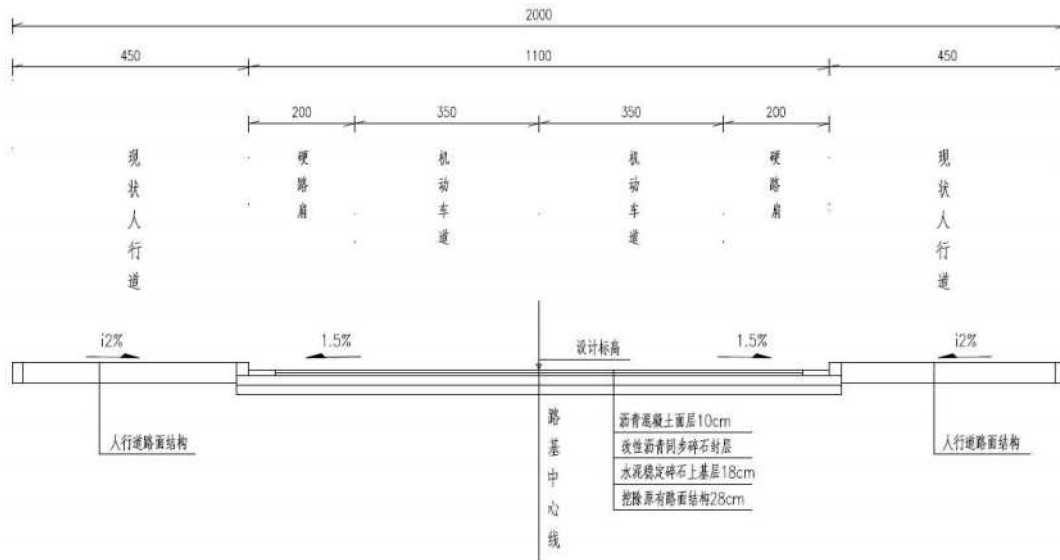 2000
450
1100
450
200
350
350
200
现状人行道
硬路肩
机动车道
机动车道
硬路肩
现状人行道
i2%
1.5%
设计标高
1.5%
i2%
人行道路面结构
路基中心线
沥青混凝土面层10cm
改性沥青同步碎石封层
水泥稳定碎石上基层18cm
挖除原有路面结构28cm
人行道路面结构